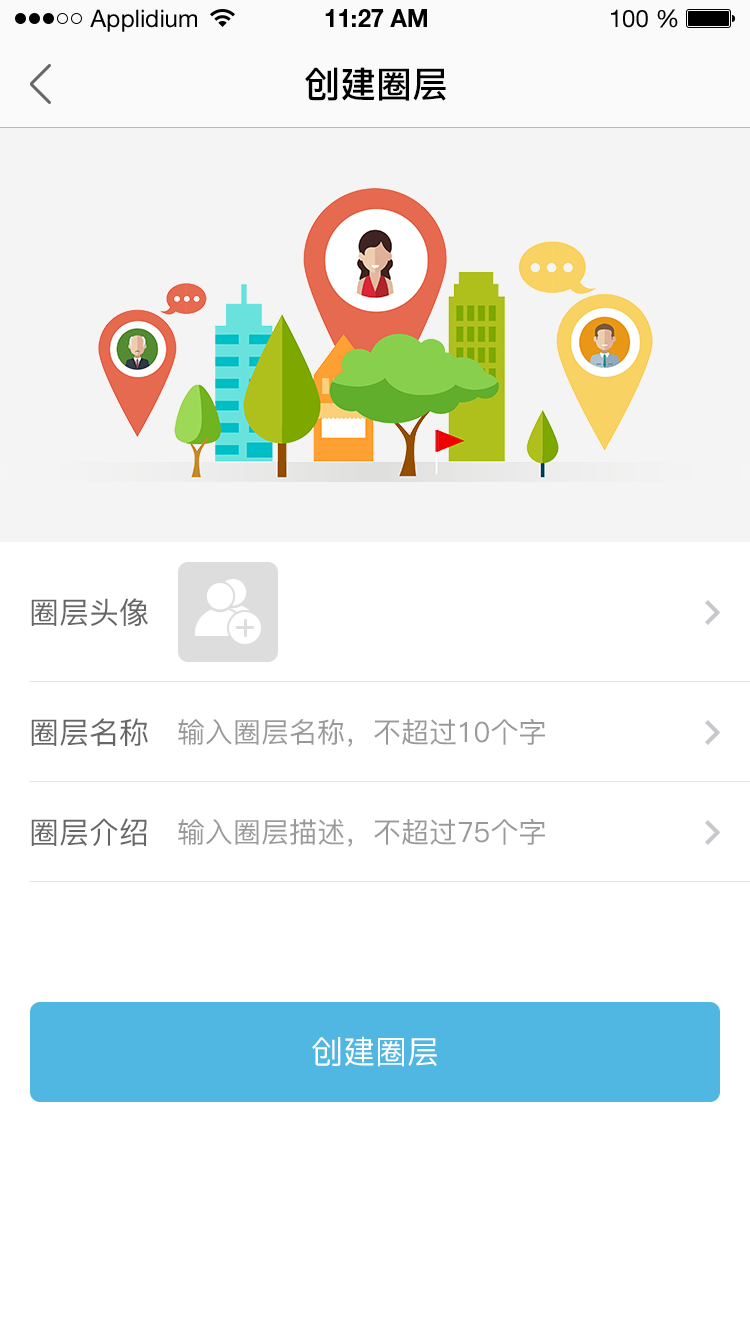 Applidium 11:27 AM 100 %
创建圈层
圈层头像
圈层名称 输入圈层名称，不超过10个字
圈层介绍 输入圈层描述，不超过75个字
创建圈层